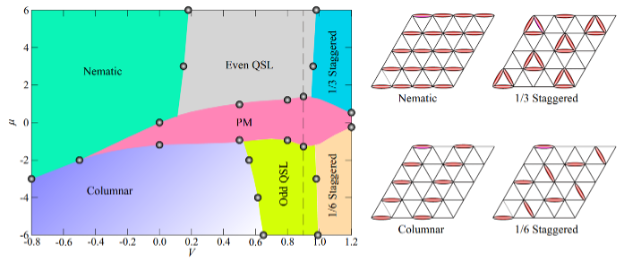 6
4
2
0
-2
-4
-6
μ
Nematic
Even QSL
1/3 Staggered
PM
Columnar
Odd QSL
1/6 Staggered
-0.8 -0.6 -0.4 -0.2 0.0 0.2 0.4 0.6 0.8 1.0 1.2
V
Nematic
1/3 Staggered
Columnar
1/6 Staggered